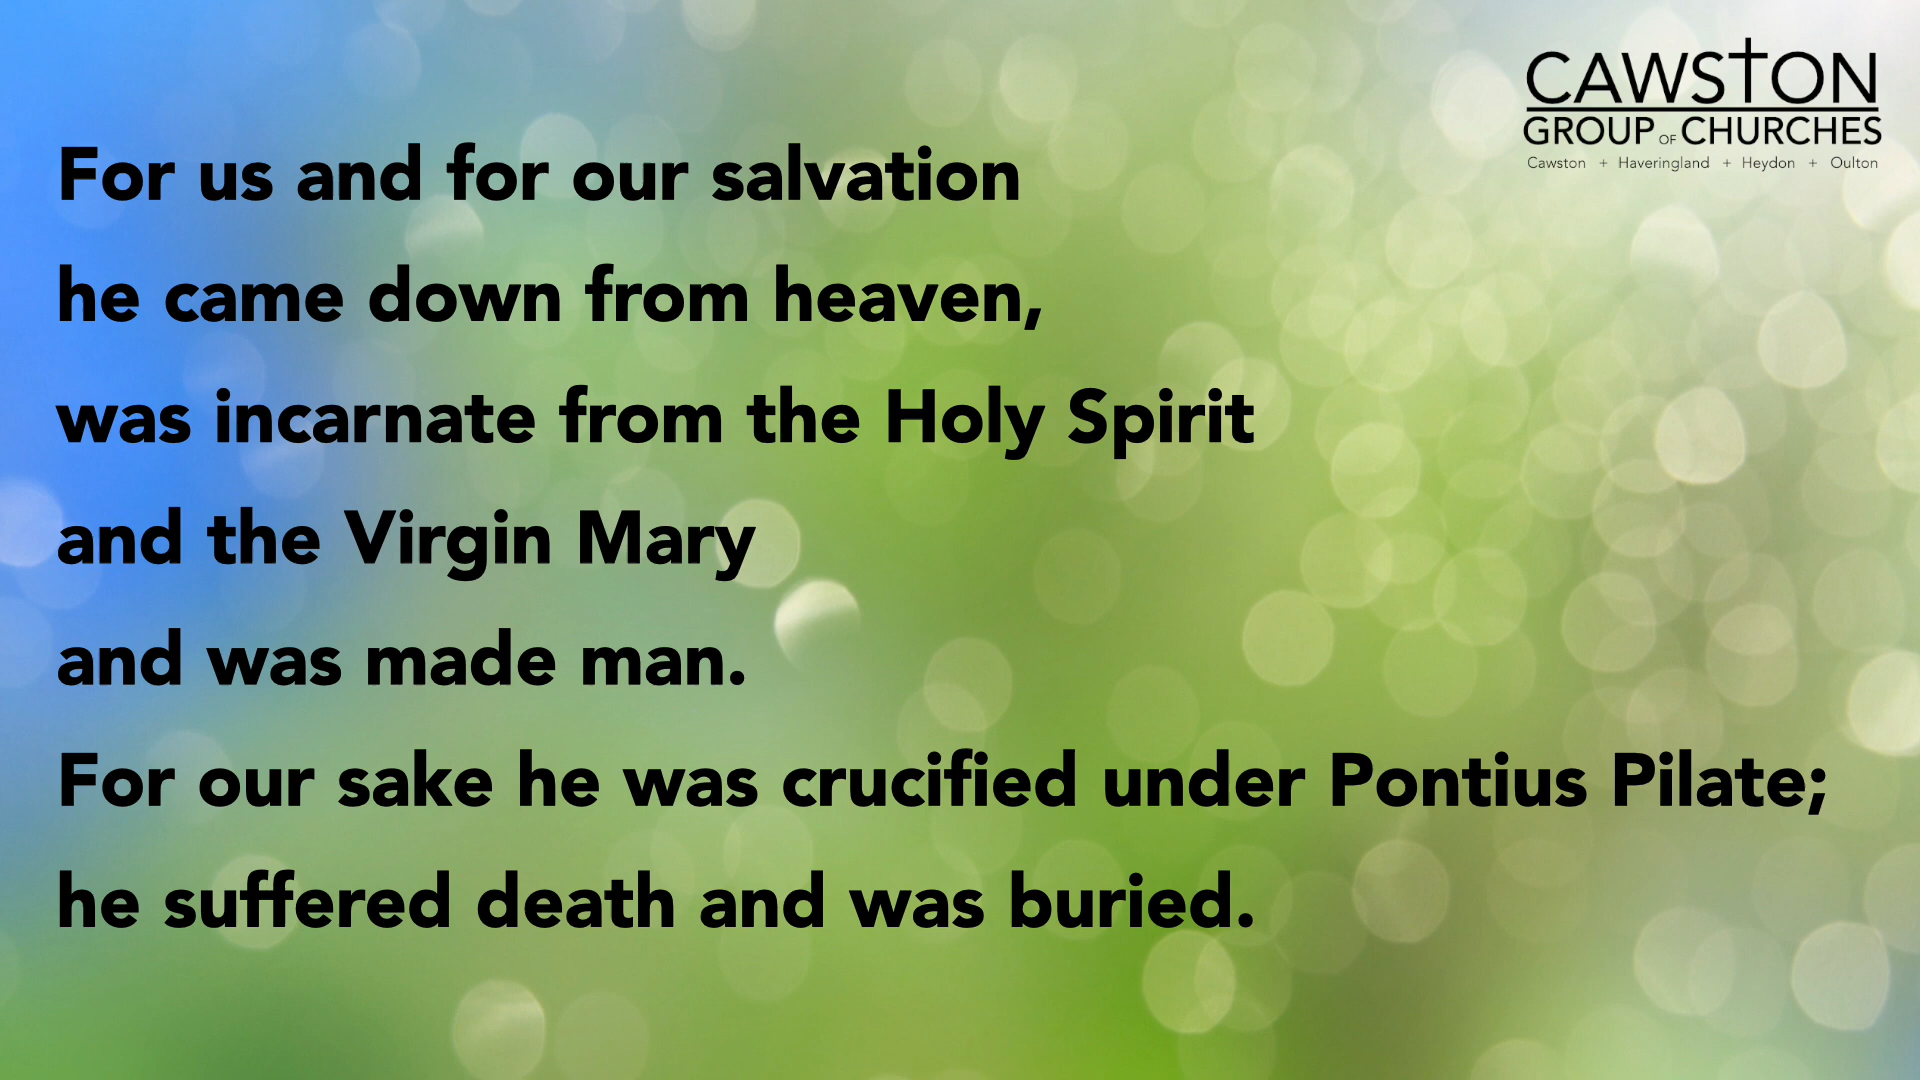 CAWSTON
GROUP OF CHURCHES
Cawston + Haveringland + Heydon + Oulton
For us and for our salvation
he came down from heaven,
was incarnate from the Holy Spirit
and the Virgin Mary
and was made man.
For our sake he was crucified under Pontius Pilate;
he suffered death and was buried.